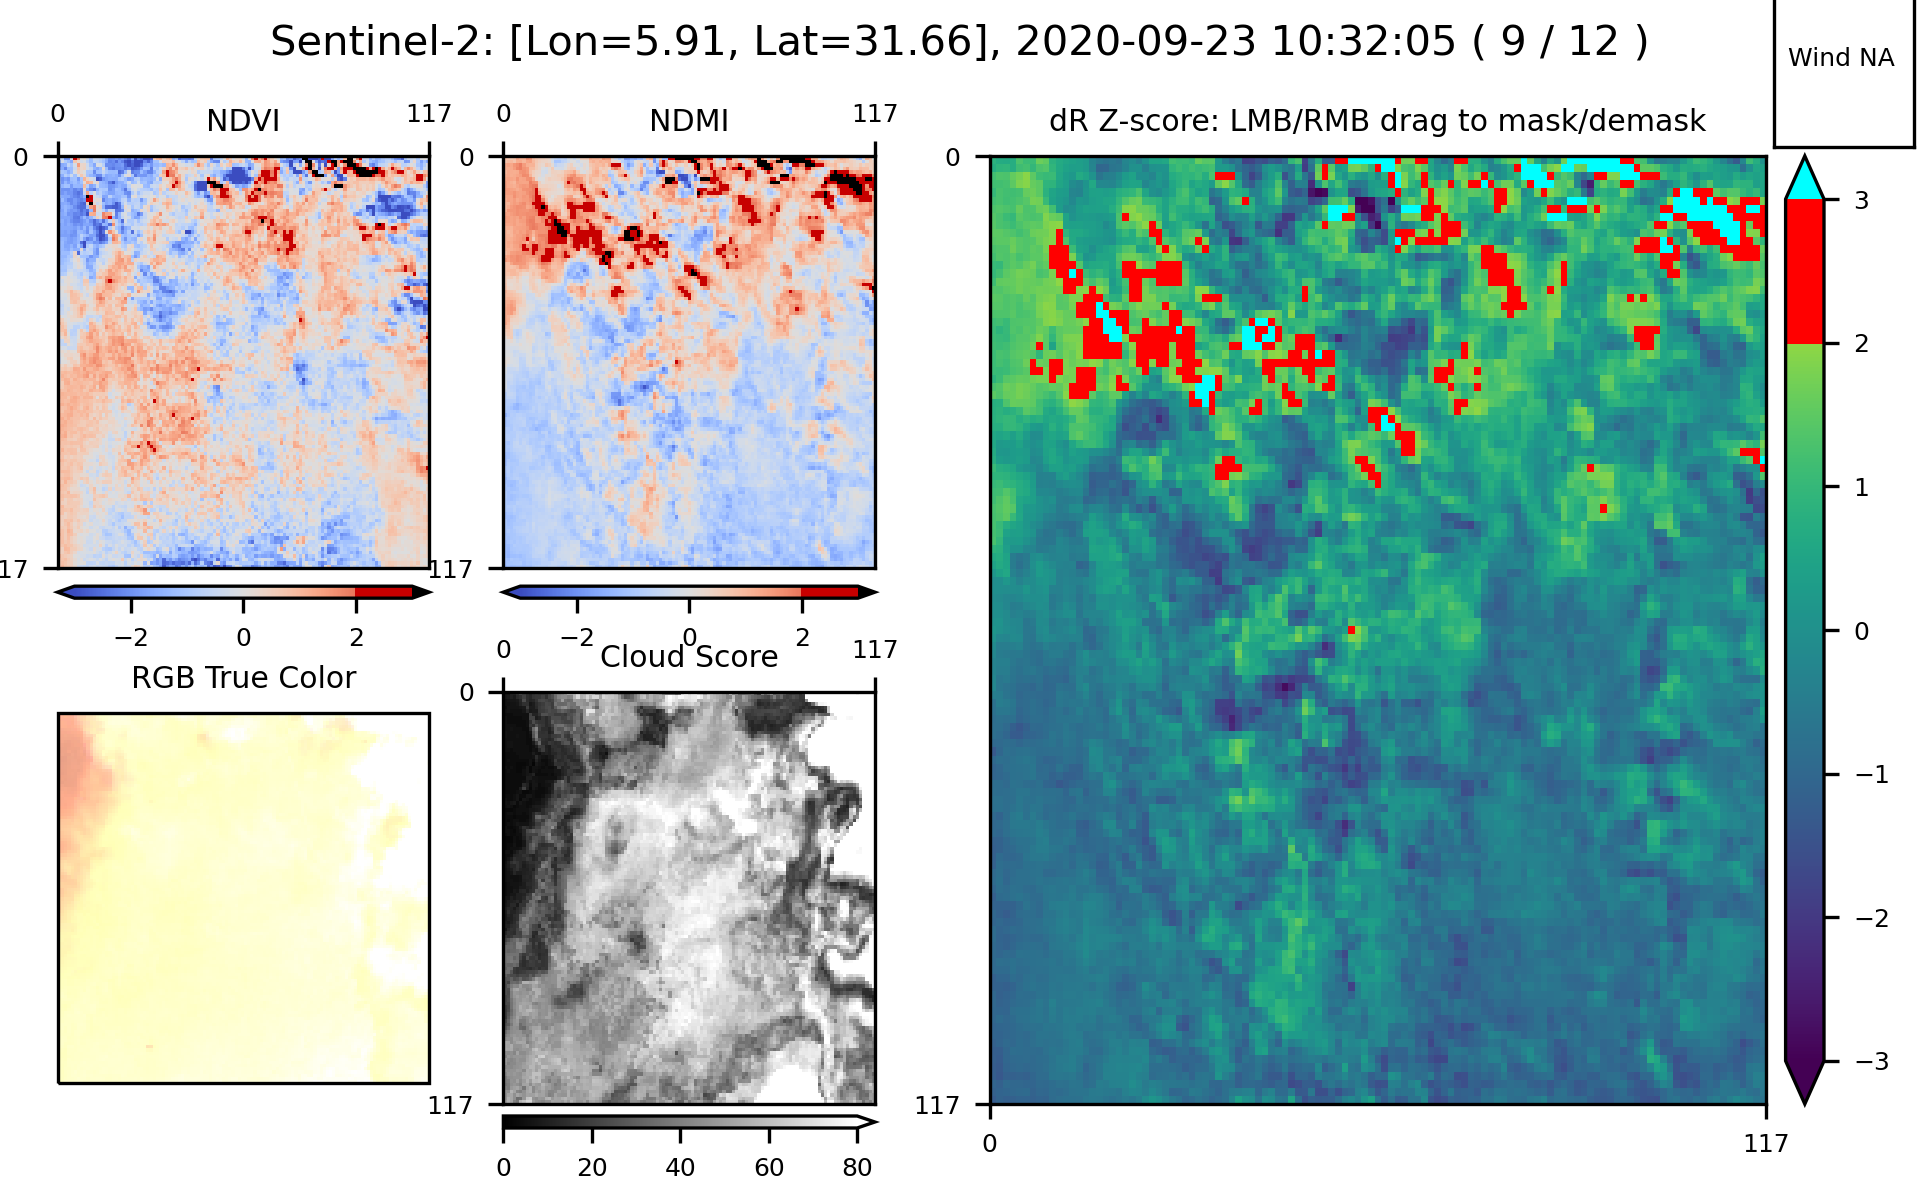 Sentinel-2: [Lon=5.91, Lat=31.66], 2020-09-23 10:32:05 ( 9 / 12 )
Wind NA
0 NDVI 117
0
17
−2 0 2
0 NDMI 117
0
117
−2 0 2
dR Z-score: LMB/RMB drag to mask/demask
0
117
0 117
3
2
1
0
−1
−2
−3
RGB True Color
0 Cloud Score 117
0
117
0 20 40 60 80